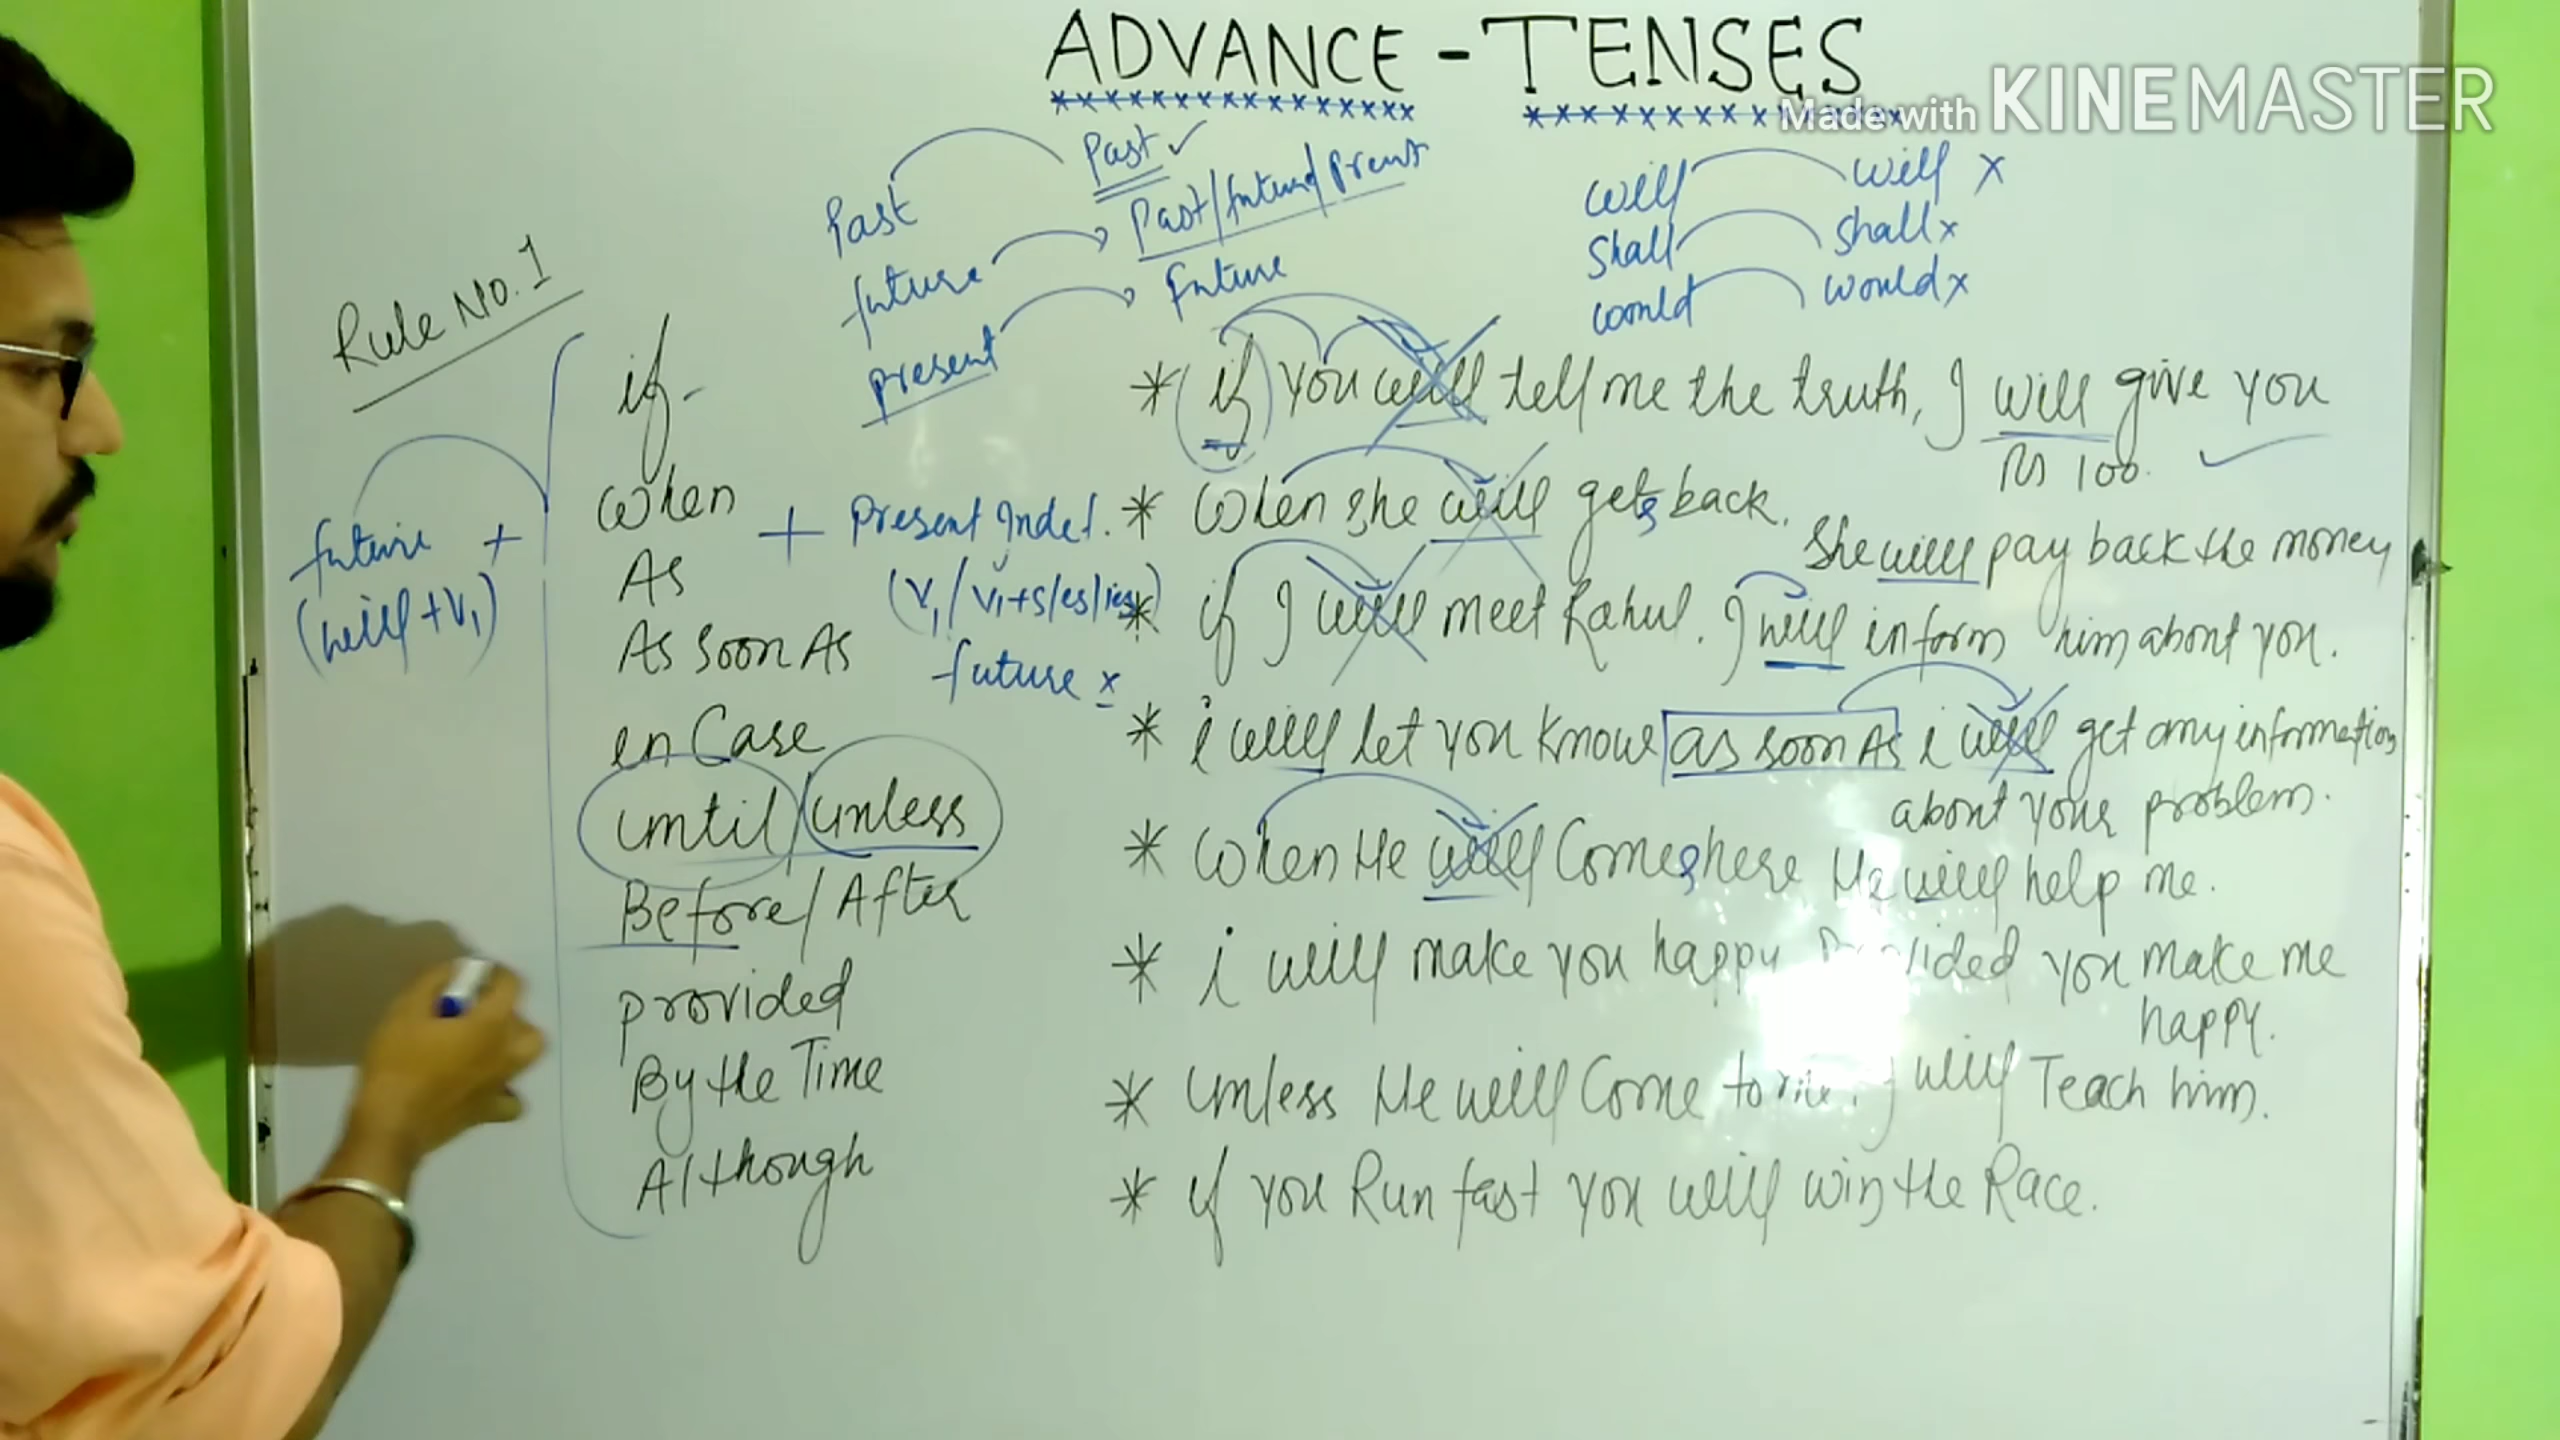 ADVANCE - TENSES
Made with KINEMASTER
Past Past ✓
future Past/future/
present future
will will x
Shall Shall x
would would x
Rule No. 1
future +
(will + V1)
if -
when
As
As soon As
en Case
until / unless
Before / After
provided
By the Time
Although
+ Present Indef.
(V1 / V1+s/es/ies)
future x
* if you will tell me the truth, I will give you
Rs 100. ✓
* when she will gets back.
She will pay back the money
* if I will meet Rahul. I will inform him about you.
* i will let you know as soon As i will get any information
about your problem.
* when He will Comes here He will help me.
* i will make you happy Provided you make me
happy.
* unless He will Come to me. I will Teach him.
* if you Run fast you will win the Race.